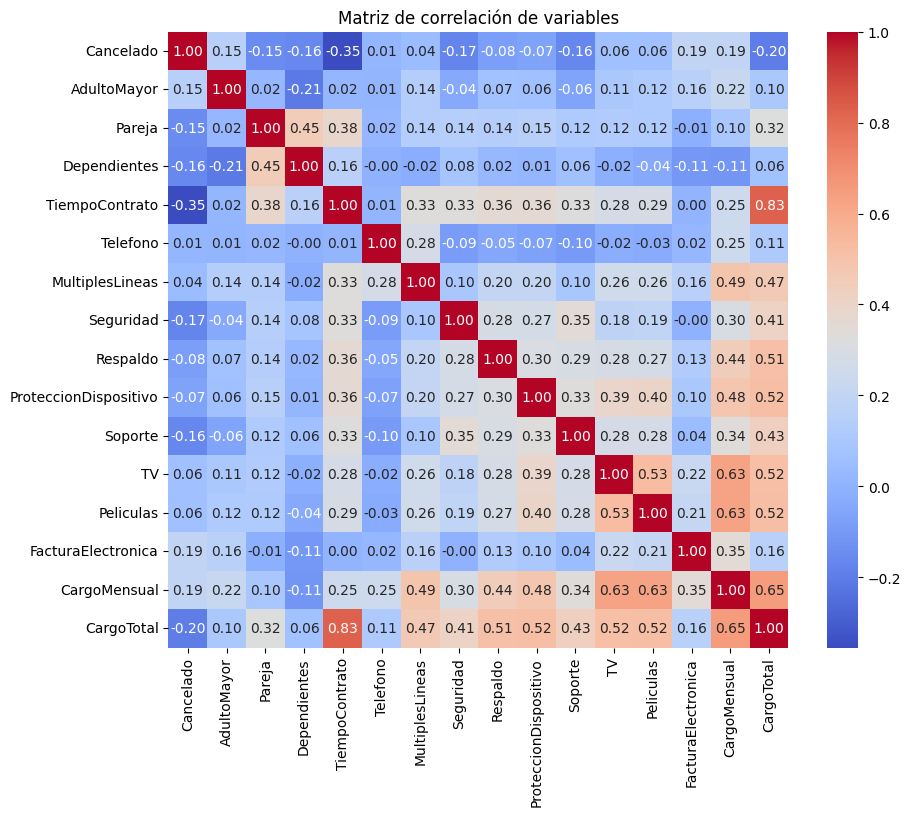 Matriz de correlación de variables
Cancelado 1.00 0.15 -0.15 -0.16 -0.35 0.01 0.04 -0.17 -0.08 -0.07 -0.16 0.06 0.06 0.19 0.19 -0.20
AdultoMayor 0.15 1.00 0.02 -0.21 0.02 0.01 0.14 -0.04 0.07 0.06 -0.06 0.11 0.12 0.16 0.22 0.10
Pareja -0.15 0.02 1.00 0.45 0.38 0.02 0.14 0.14 0.14 0.15 0.12 0.12 0.12 -0.01 0.10 0.32
Dependientes -0.16 -0.21 0.45 1.00 0.16 -0.00 -0.02 0.08 0.02 0.01 0.06 -0.02 -0.04 -0.11 -0.11 0.06
TiempoContrato -0.35 0.02 0.38 0.16 1.00 0.01 0.33 0.33 0.36 0.36 0.33 0.28 0.29 0.00 0.25 0.83
Telefono 0.01 0.01 0.02 -0.00 0.01 1.00 0.28 -0.09 -0.05 -0.07 -0.10 -0.02 -0.03 0.02 0.25 0.11
MultiplesLineas 0.04 0.14 0.14 -0.02 0.33 0.28 1.00 0.10 0.20 0.20 0.10 0.26 0.26 0.16 0.49 0.47
Seguridad -0.17 -0.04 0.14 0.08 0.33 -0.09 0.10 1.00 0.28 0.27 0.35 0.18 0.19 -0.00 0.30 0.41
Respaldo -0.08 0.07 0.14 0.02 0.36 -0.05 0.20 0.28 1.00 0.30 0.29 0.28 0.27 0.13 0.44 0.51
ProteccionDispositivo -0.07 0.06 0.15 0.01 0.36 -0.07 0.20 0.27 0.30 1.00 0.33 0.39 0.40 0.10 0.48 0.52
Soporte -0.16 -0.06 0.12 0.06 0.33 -0.10 0.10 0.35 0.29 0.33 1.00 0.28 0.28 0.04 0.34 0.43
TV 0.06 0.11 0.12 -0.02 0.28 -0.02 0.26 0.18 0.28 0.39 0.28 1.00 0.53 0.22 0.63 0.52
Peliculas 0.06 0.12 0.12 -0.04 0.29 -0.03 0.26 0.19 0.27 0.40 0.28 0.53 1.00 0.21 0.63 0.52
FacturaElectronica 0.19 0.16 -0.01 -0.11 0.00 0.02 0.16 -0.00 0.13 0.10 0.04 0.22 0.21 1.00 0.35 0.16
CargoMensual 0.19 0.22 0.10 -0.11 0.25 0.25 0.49 0.30 0.44 0.48 0.34 0.63 0.63 0.35 1.00 0.65
CargoTotal -0.20 0.10 0.32 0.06 0.83 0.11 0.47 0.41 0.51 0.52 0.43 0.52 0.52 0.16 0.65 1.00
Cancelado
AdultoMayor
Pareja
Dependientes
TiempoContrato
Telefono
MultiplesLineas
Seguridad
Respaldo
ProteccionDispositivo
Soporte
TV
Peliculas
FacturaElectronica
CargoMensual
CargoTotal
1.0
0.8
0.6
0.4
0.2
0.0
−0.2